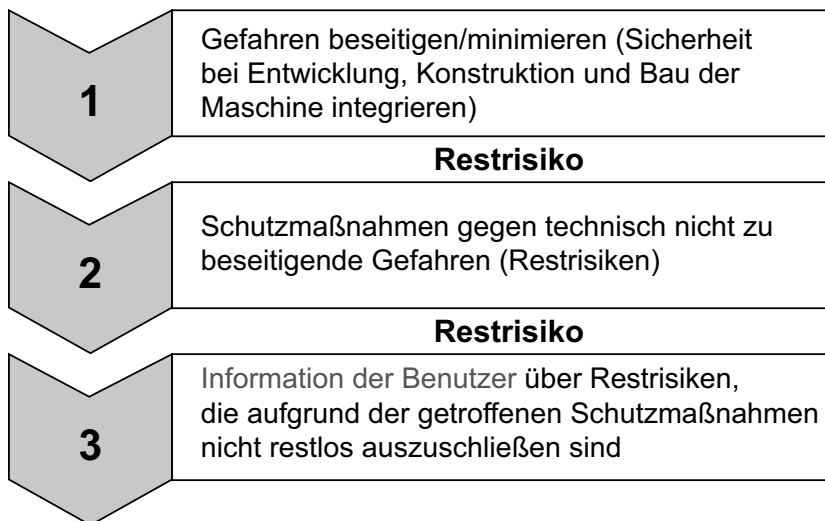 1
Gefahren beseitigen/minimieren (Sicherheit
bei Entwicklung, Konstruktion und Bau der
Maschine integrieren)
Restrisiko
2
Schutzmaßnahmen gegen technisch nicht zu
beseitigende Gefahren (Restrisiken)
Restrisiko
3
Information der Benutzer über Restrisiken,
die aufgrund der getroffenen Schutzmaßnahmen
nicht restlos auszuschließen sind